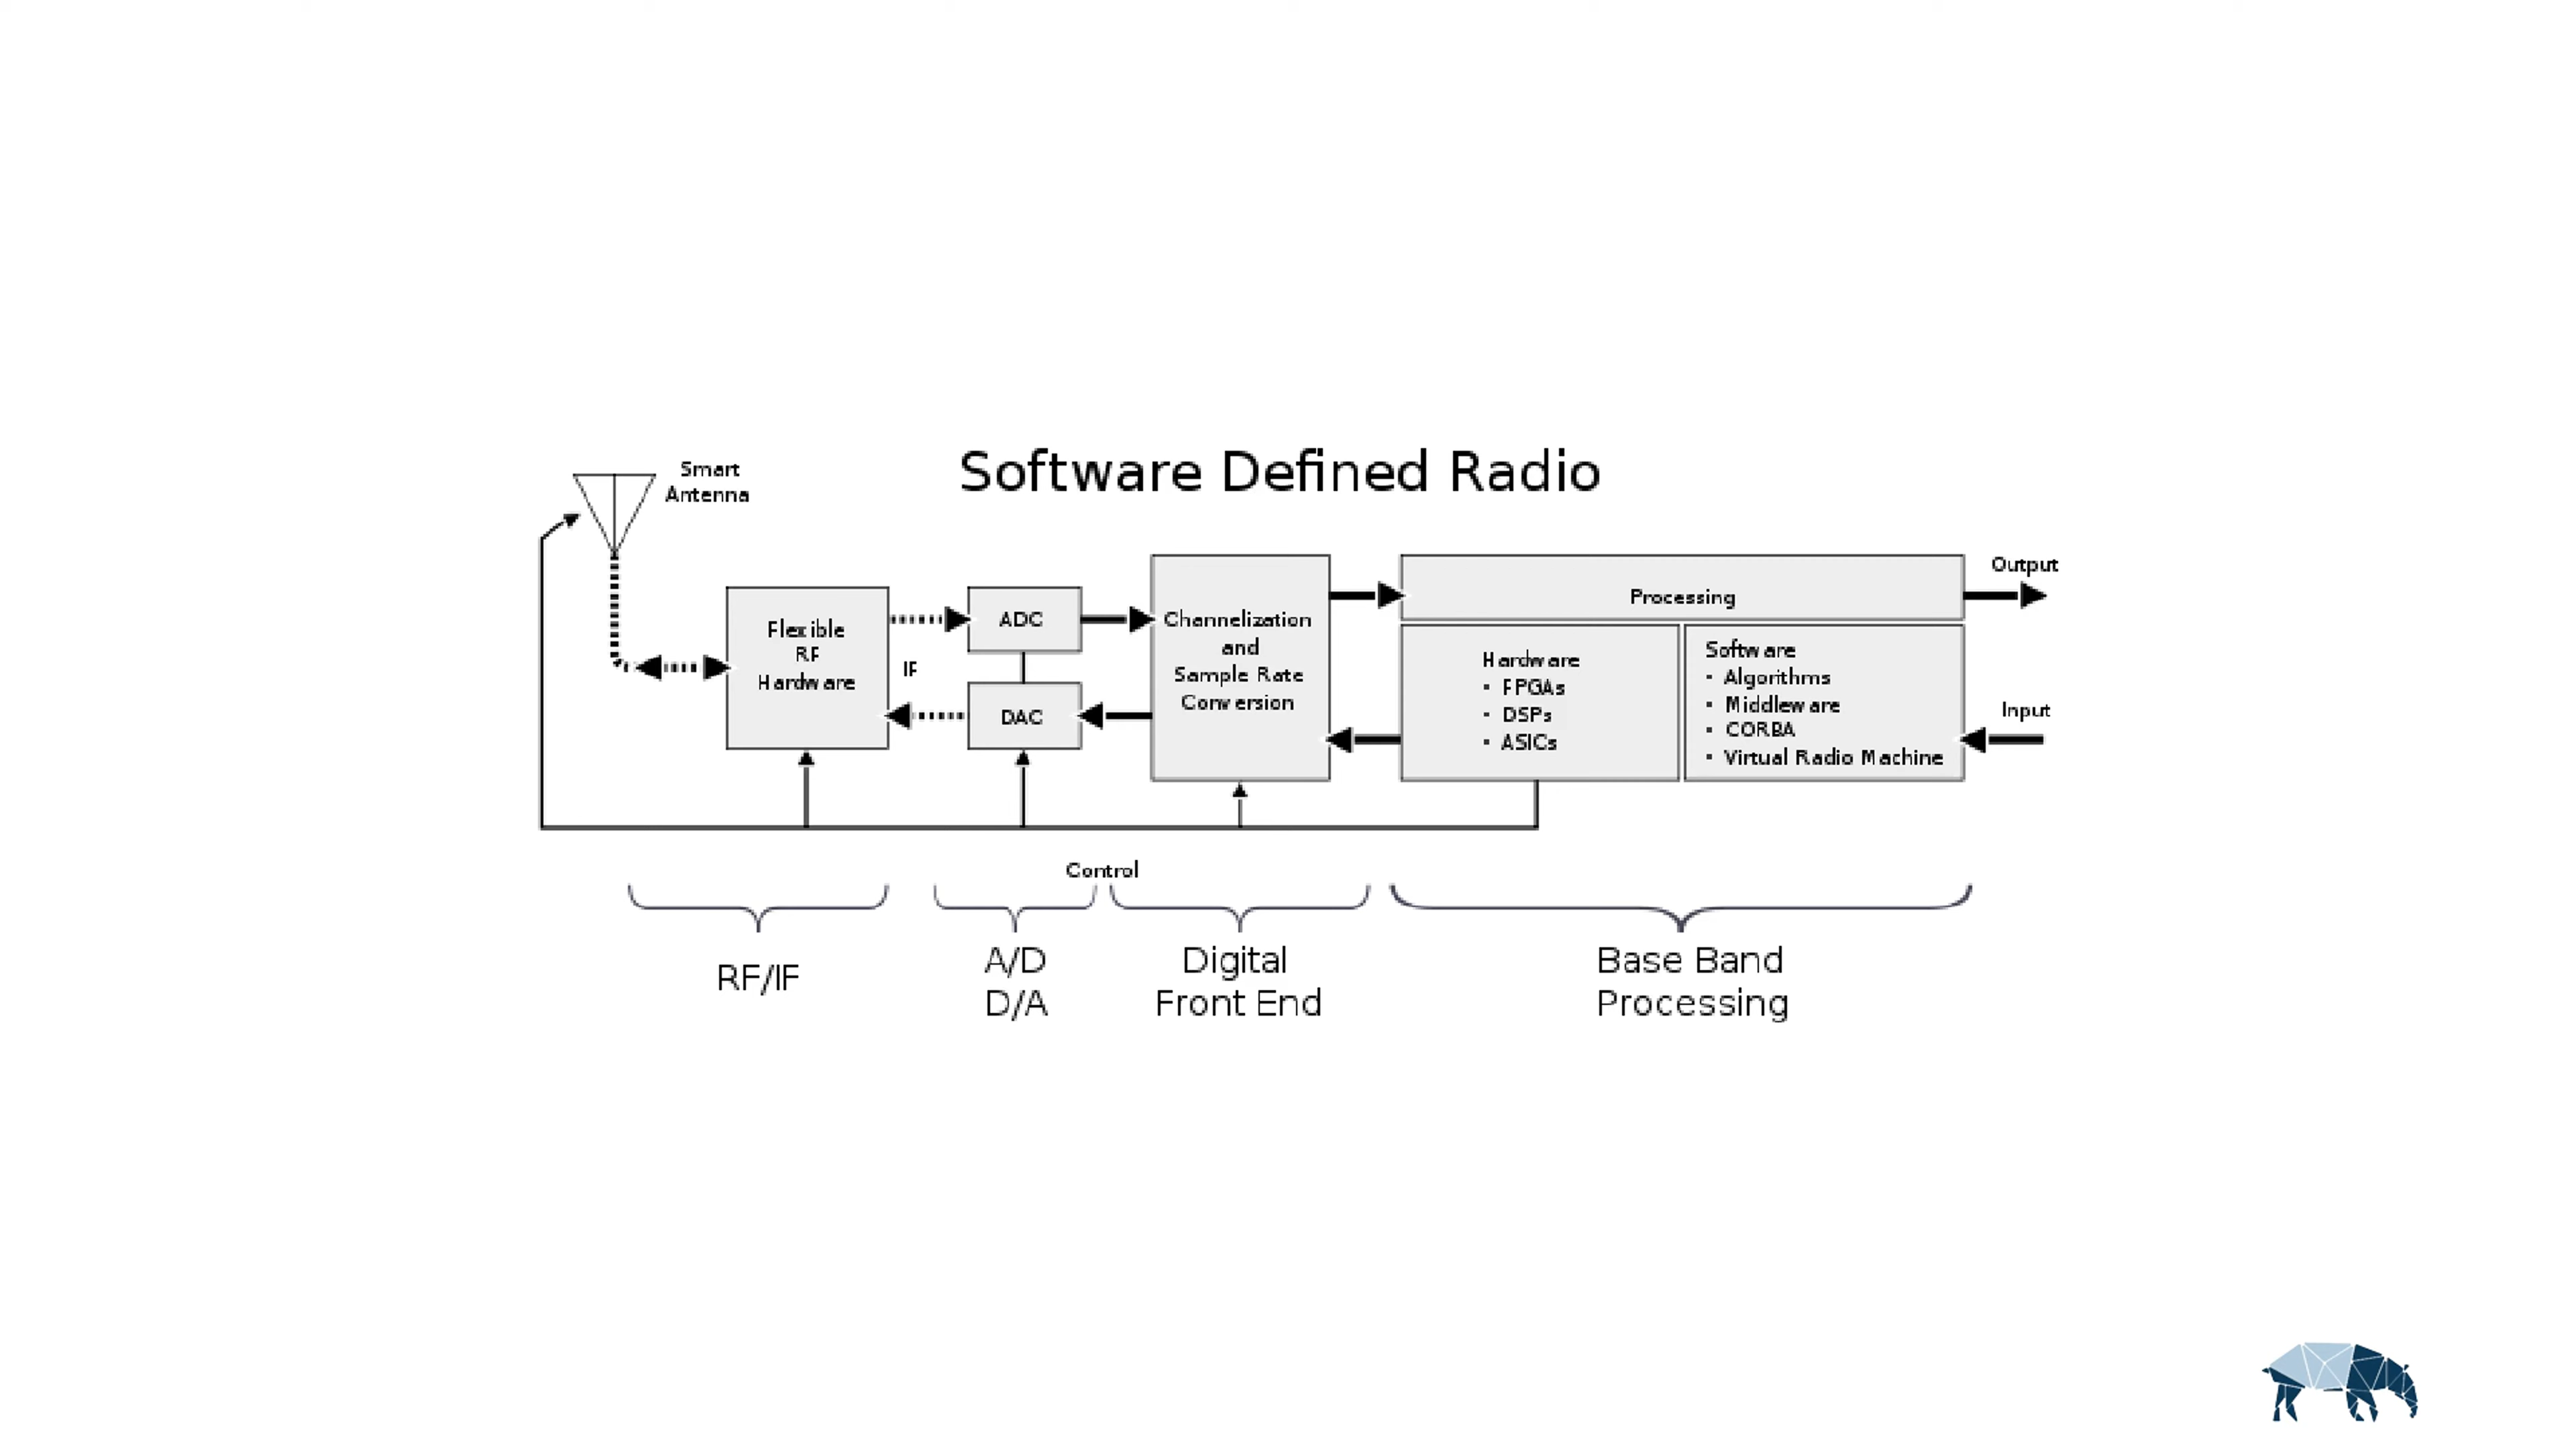 Software Defined Radio
Smart
Antenna
Flexible
RF
Hardware
IF
ADC
DAC
Channelization
and
Sample Rate
Conversion
Processing
Hardware
• FPGAs
• DSPs
• ASICs
Software
• Algorithms
• Middleware
• CORBA
• Virtual Radio Machine
Output
Input
Control
RF/IF
A/D
D/A
Digital
Front End
Base Band
Processing